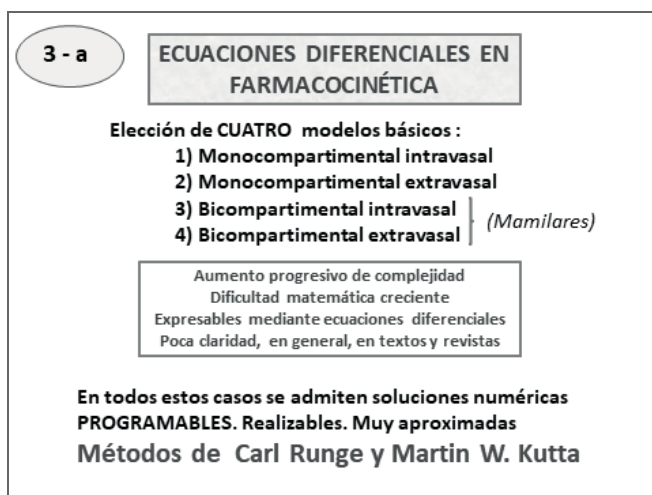 3 - a
ECUACIONES DIFERENCIALES EN
FARMACOCINÉTICA
Elección de CUATRO modelos básicos :
1) Monocompartimental intravasal
2) Monocompartimental extravasal
3) Bicompartimental intravasal
4) Bicompartimental extravasal
(Mamilares)
Aumento progresivo de complejidad
Dificultad matemática creciente
Expresables mediante ecuaciones diferenciales
Poca claridad, en general, en textos y revistas
En todos estos casos se admiten soluciones numéricas
PROGRAMABLES. Realizables. Muy aproximadas
Métodos de Carl Runge y Martin W. Kutta